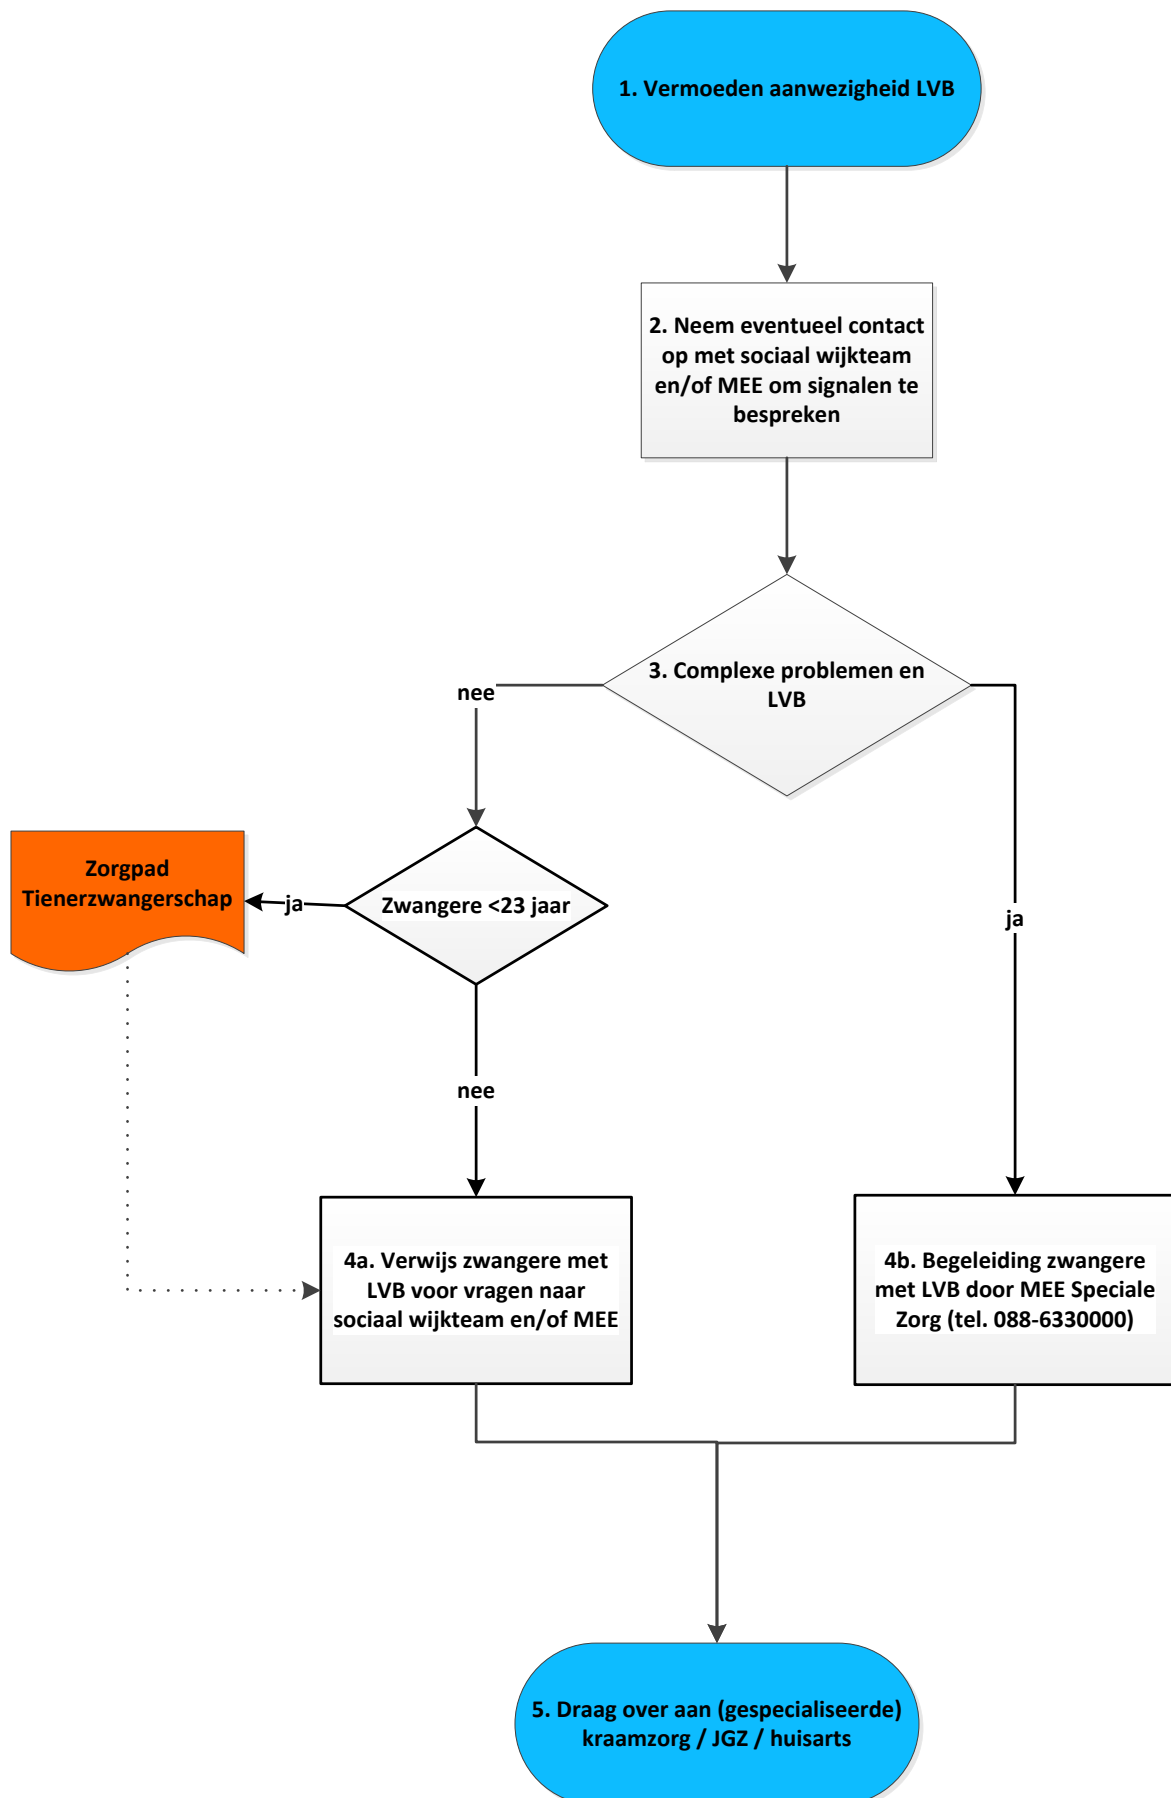 1. Vermoeden aanwezigheid LVB
2. Neem eventueel contact
op met sociaal wijkteam
en/of MEE om signalen te
bespreken
3. Complexe problemen en
LVB
nee
Zorgpad
Tienerzwangerschap
ja
Zwangere <23 jaar
ja
nee
4a. Verwijs zwangere met
LVB voor vragen naar
sociaal wijkteam en/of MEE
4b. Begeleiding zwangere
met LVB door MEE Speciale
Zorg (tel. 088-6330000)
5. Draag over aan (gespecialiseerde)
kraamzorg / JGZ / huisarts